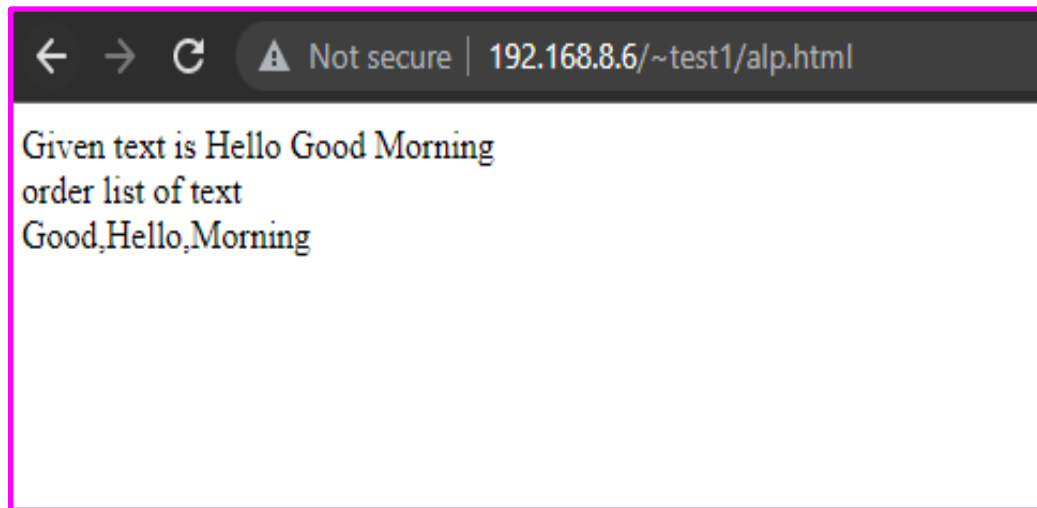 Not secure 192.168.8.6/~test1/alp.html
Given text is Hello Good Morning
order list of text
Good,Hello,Morning